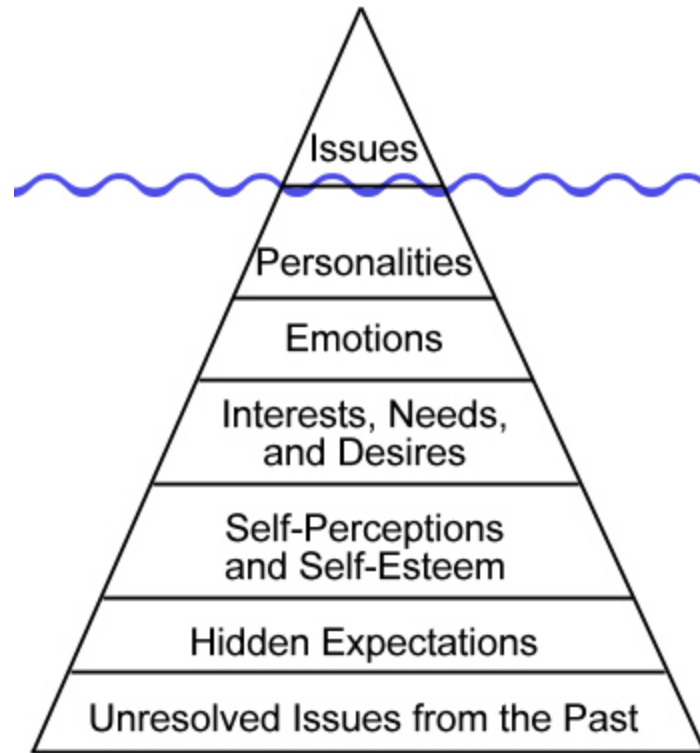 Issues
Personalities
Emotions
Interests, Needs,
and Desires
Self-Perceptions
and Self-Esteem
Hidden Expectations
Unresolved Issues from the Past